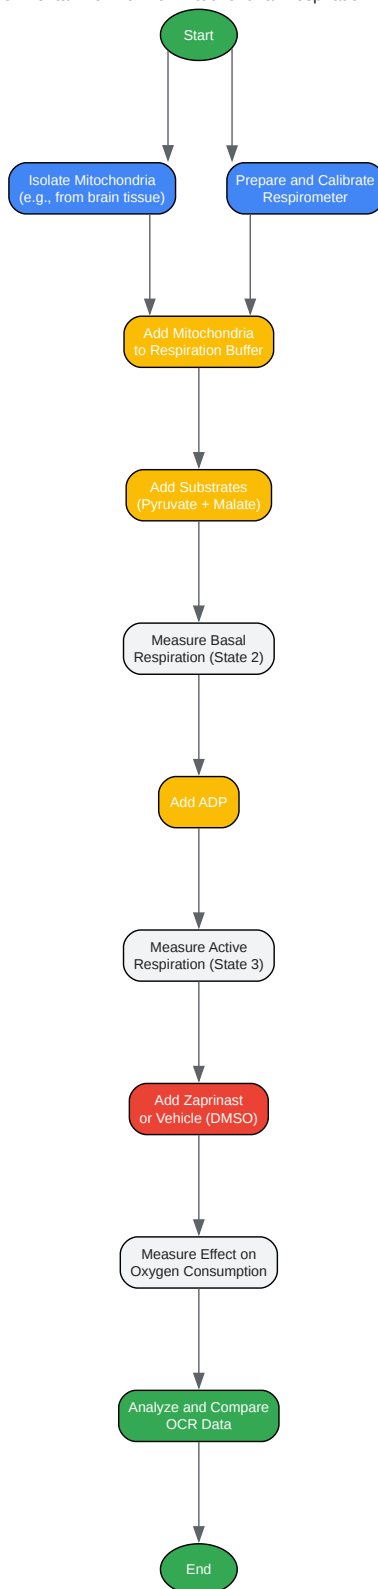 Start
Isolate Mitochondria
(e.g., from brain tissue)
Prepare and Calibrate
Respirometer
Add Mitochondria
to Respiration Buffer
Add Substrates
(Pyruvate + Malate)
Measure Basal
Respiration (State 2)
Add ADP
Measure Active
Respiration (State 3)
Add Zaprinast
or Vehicle (DMSO)
Measure Effect on
Oxygen Consumption
Analyze and Compare
OCR Data
End